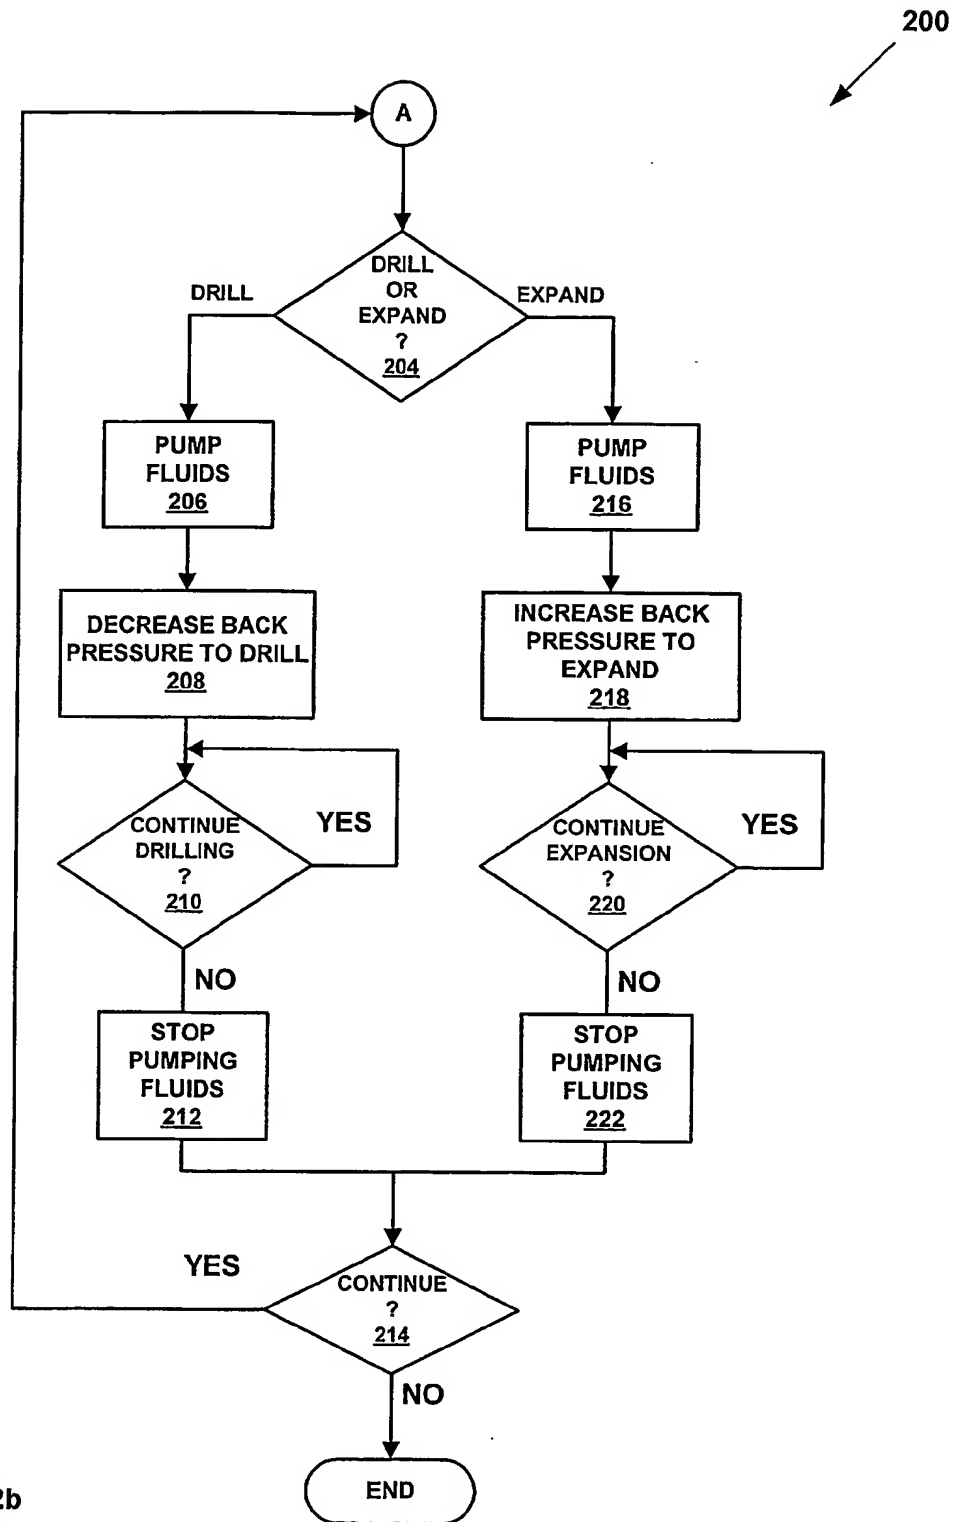 200
A
DRILL
OR
EXPAND
?
204
DRILL
EXPAND
PUMP
FLUIDS
206
PUMP
FLUIDS
216
DECREASE BACK
PRESSURE TO DRILL
208
INCREASE BACK
PRESSURE TO
EXPAND
218
CONTINUE
DRILLING
?
210
YES
CONTINUE
EXPANSION
?
220
YES
NO
NO
STOP
PUMPING
FLUIDS
212
STOP
PUMPING
FLUIDS
222
YES
CONTINUE
?
214
NO
END
2b